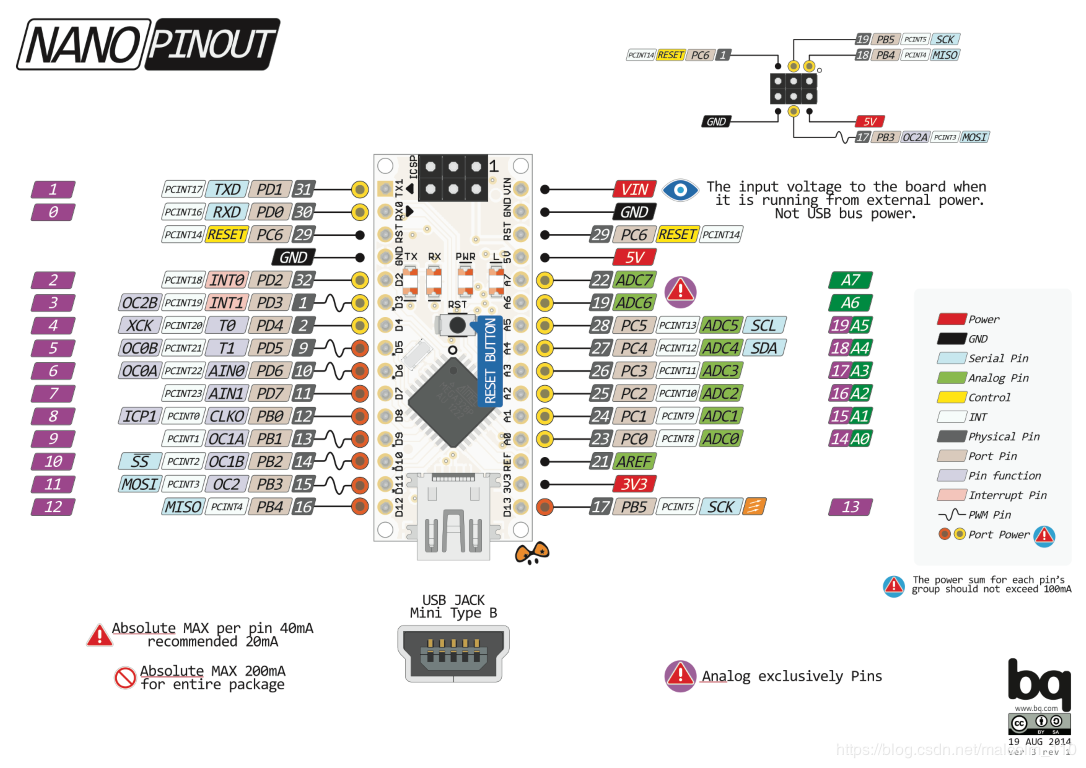 NANO PINOUT
PCINT14 RESET PC6 1
19 PB5 PCINT5 SCK
18 PB4 PCINT4 MISO
GND
5V
17 PB3 OC2A PCINT3 MOSI
ICSP
1
1 PCINT17 TXD PD1 31 TX1
0 PCINT16 RXD PD0 30 RX0
PCINT14 RESET PC6 29 RST
GND GND
2 PCINT18 INT0 PD2 32 D2
3 OC2B PCINT19 INT1 PD3 1 D3
4 XCK PCINT20 T0 PD4 2 D4
5 OC0B PCINT21 T1 PD5 9 D5
6 OC0A PCINT22 AIN0 PD6 10 D6
7 PCINT23 AIN1 PD7 11 D7
8 ICP1 PCINT0 CLKO PB0 12 D8
9 PCINT1 OC1A PB1 13 D9
10 SS PCINT2 OC1B PB2 14 D10
11 MOSI PCINT3 OC2 PB3 15 D11
12 MISO PCINT4 PB4 16 D12
TX RX PWR L
RST
RESET BUTTON
VIN VIN
GND GND
RST 29 PC6 RESET PCINT14
5V 5V
A7 22 ADC7 A7
A6 19 ADC6 A6
A5 28 PC5 PCINT13 ADC5 SCL 19 A5
A4 27 PC4 PCINT12 ADC4 SDA 18 A4
A3 26 PC3 PCINT11 ADC3 17 A3
A2 25 PC2 PCINT10 ADC2 16 A2
A1 24 PC1 PCINT9 ADC1 15 A1
A0 23 PC0 PCINT8 ADC0 14 A0
REF 21 AREF
3V3 3V3
D13 17 PB5 PCINT5 SCK 13
The input voltage to the board when
it is running from external power.
Not USB bus power.
Power
GND
Serial Pin
Analog Pin
Control
INT
Physical Pin
Port Pin
Pin function
Interrupt Pin
PWM Pin
Port Power
The power sum for each pin's
group should not exceed 100mA
USB JACK
Mini Type B
Absolute MAX per pin 40mA
recommended 20mA
Absolute MAX 200mA
for entire package
Analog exclusively Pins
bq
www.bq.com
cc BY SA
19 AUG 2014
ver 3 rev 1